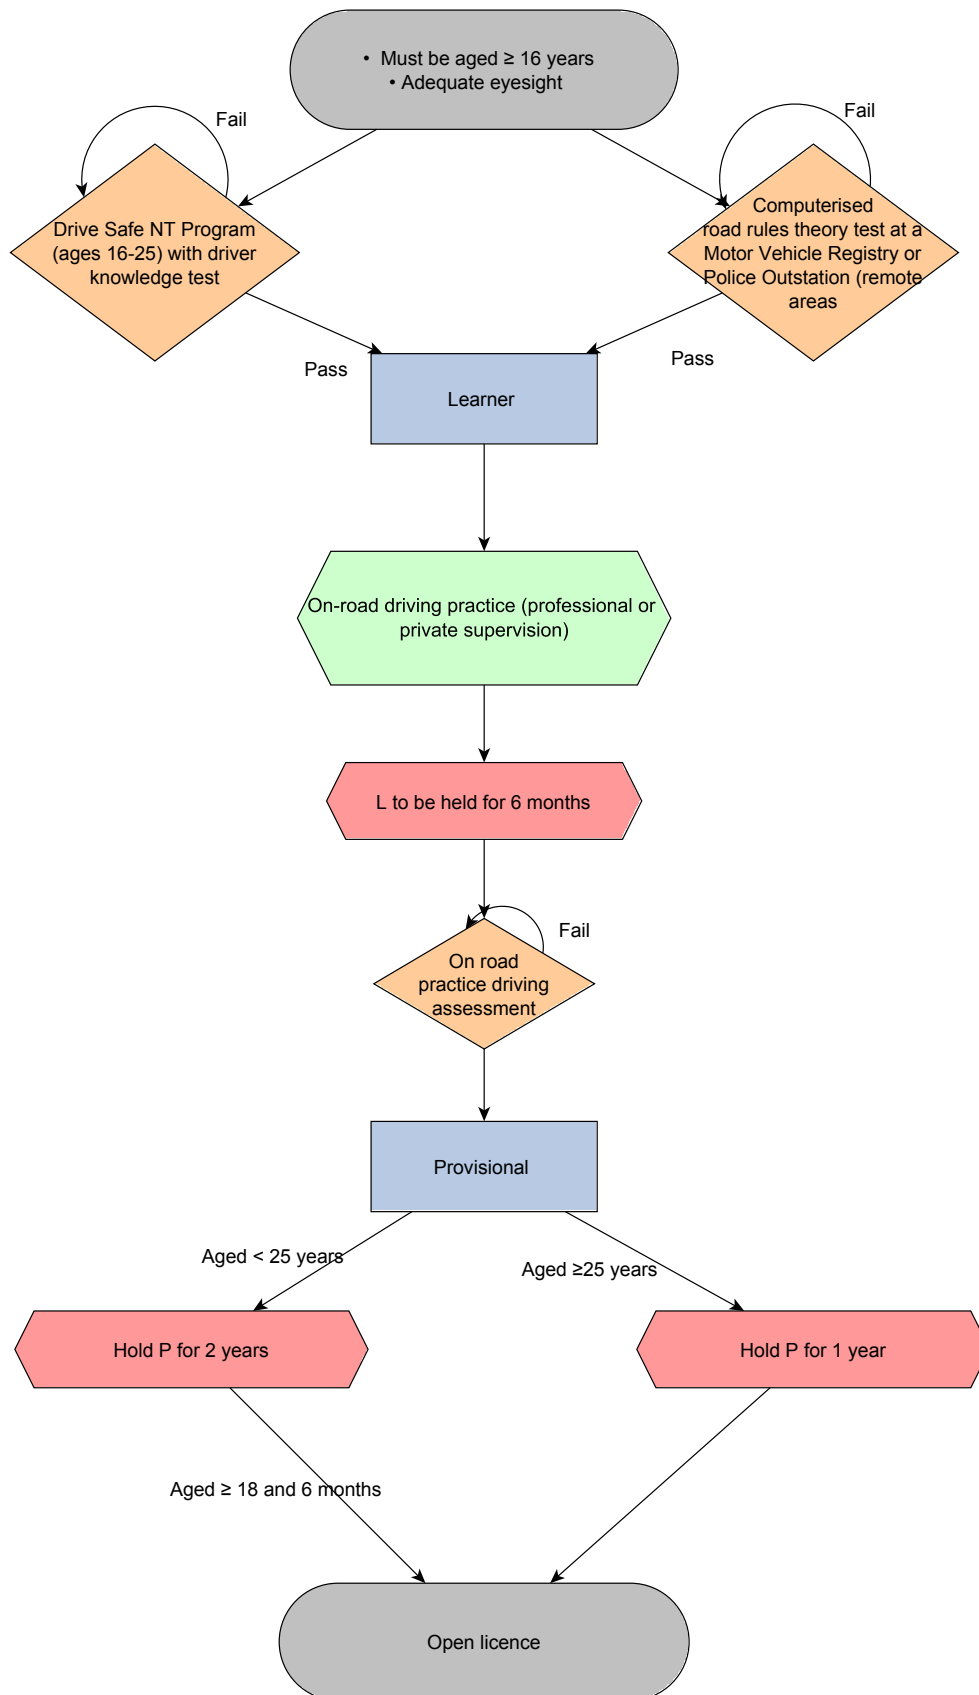 • Must be aged ≥ 16 years
• Adequate eyesight
Fail
Fail
Drive Safe NT Program
(ages 16-25) with driver
knowledge test
Computerised
road rules theory test at a
Motor Vehicle Registry or
Police Outstation (remote
areas
Pass
Pass
Learner
On-road driving practice (professional or
private supervision)
L to be held for 6 months
Fail
On road
practice driving
assessment
Provisional
Aged < 25 years
Aged ≥25 years
Hold P for 2 years
Hold P for 1 year
Aged ≥ 18 and 6 months
Open licence